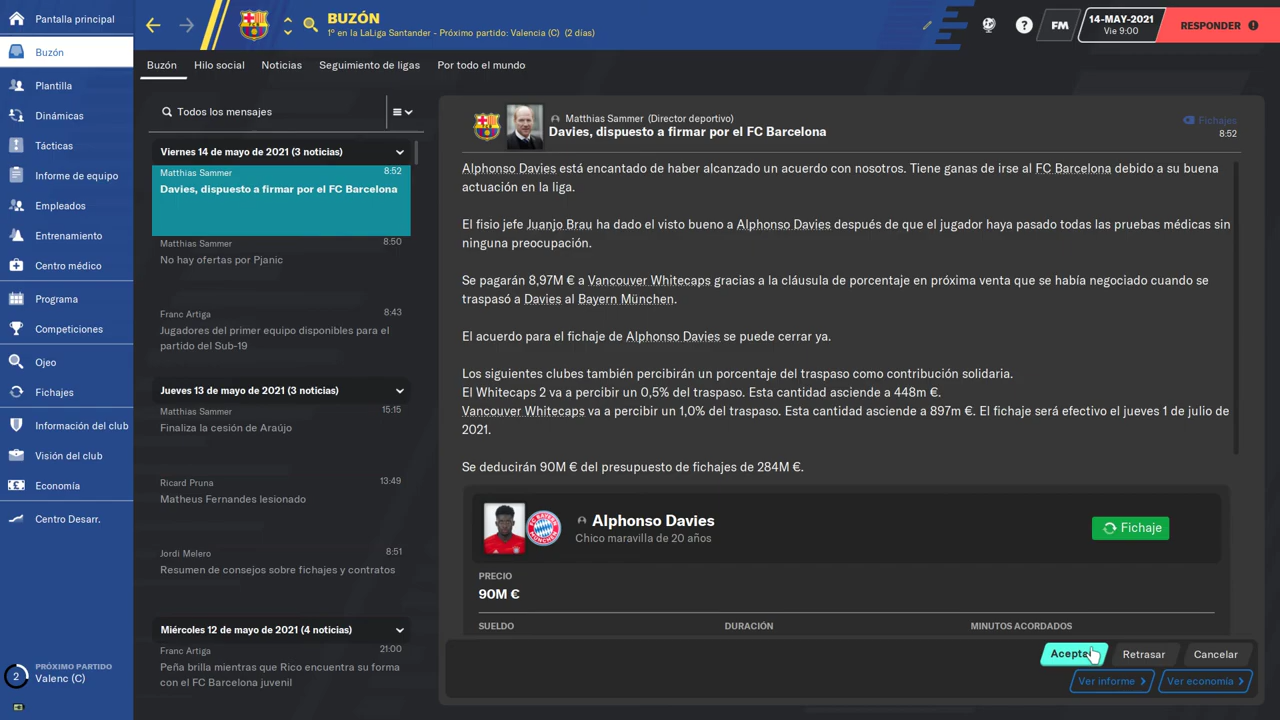 Pantalla principal
Buzón
Plantilla
Dinámicas
Tácticas
Informe de equipo
Empleados
Entrenamiento
Centro médico
Programa
Competiciones
Ojeo
Fichajes
Información del club
Visión del club
Economía
Centro Desarr.
PRÓXIMO PARTIDO
2
Valenc (C)
BUZÓN
1º en la LaLiga Santander - Próximo partido: Valencia (C) (2 días)
?
FM
14-MAY-2021
Vie 9:00
RESPONDER
Buzón
Hilo social
Noticias
Seguimiento de ligas
Por todo el mundo
Todos los mensajes
Viernes 14 de mayo de 2021 (3 noticias)
Matthias Sammer 8:52
Davies, dispuesto a firmar por el FC Barcelona
Matthias Sammer 8:50
No hay ofertas por Pjanic
Franc Artiga 8:43
Jugadores del primer equipo disponibles para el
partido del Sub-19
Jueves 13 de mayo de 2021 (3 noticias)
Matthias Sammer 15:15
Finaliza la cesión de Araújo
Ricard Pruna 13:49
Matheus Fernandes lesionado
Jordi Melero 8:51
Resumen de consejos sobre fichajes y contratos
Miércoles 12 de mayo de 2021 (4 noticias)
Franc Artiga 21:00
Peña brilla mientras que Rico encuentra su forma
con el FC Barcelona juvenil
Matthias Sammer (Director deportivo)
Davies, dispuesto a firmar por el FC Barcelona
Fichajes
8:52
Alphonso Davies está encantado de haber alcanzado un acuerdo con nosotros. Tiene ganas de irse al FC Barcelona debido a su buena
actuación en la liga.
El fisio jefe Juanjo Brau ha dado el visto bueno a Alphonso Davies después de que el jugador haya pasado todas las pruebas médicas sin
ninguna preocupación.
Se pagarán 8,97M € a Vancouver Whitecaps gracias a la cláusula de porcentaje en próxima venta que se había negociado cuando se
traspasó a Davies al Bayern München.
El acuerdo para el fichaje de Alphonso Davies se puede cerrar ya.
Los siguientes clubes también percibirán un porcentaje del traspaso como contribución solidaria.
El Whitecaps 2 va a percibir un 0,5% del traspaso. Esta cantidad asciende a 448m €.
Vancouver Whitecaps va a percibir un 1,0% del traspaso. Esta cantidad asciende a 897m €. El fichaje será efectivo el jueves 1 de julio de
2021.
Se deducirán 90M € del presupuesto de fichajes de 284M €.
Alphonso Davies
Chico maravilla de 20 años
Fichaje
PRECIO
90M €
SUELDO
DURACIÓN
MINUTOS ACORDADOS
Acepta
Retrasar
Cancelar
Ver informe
Ver economía